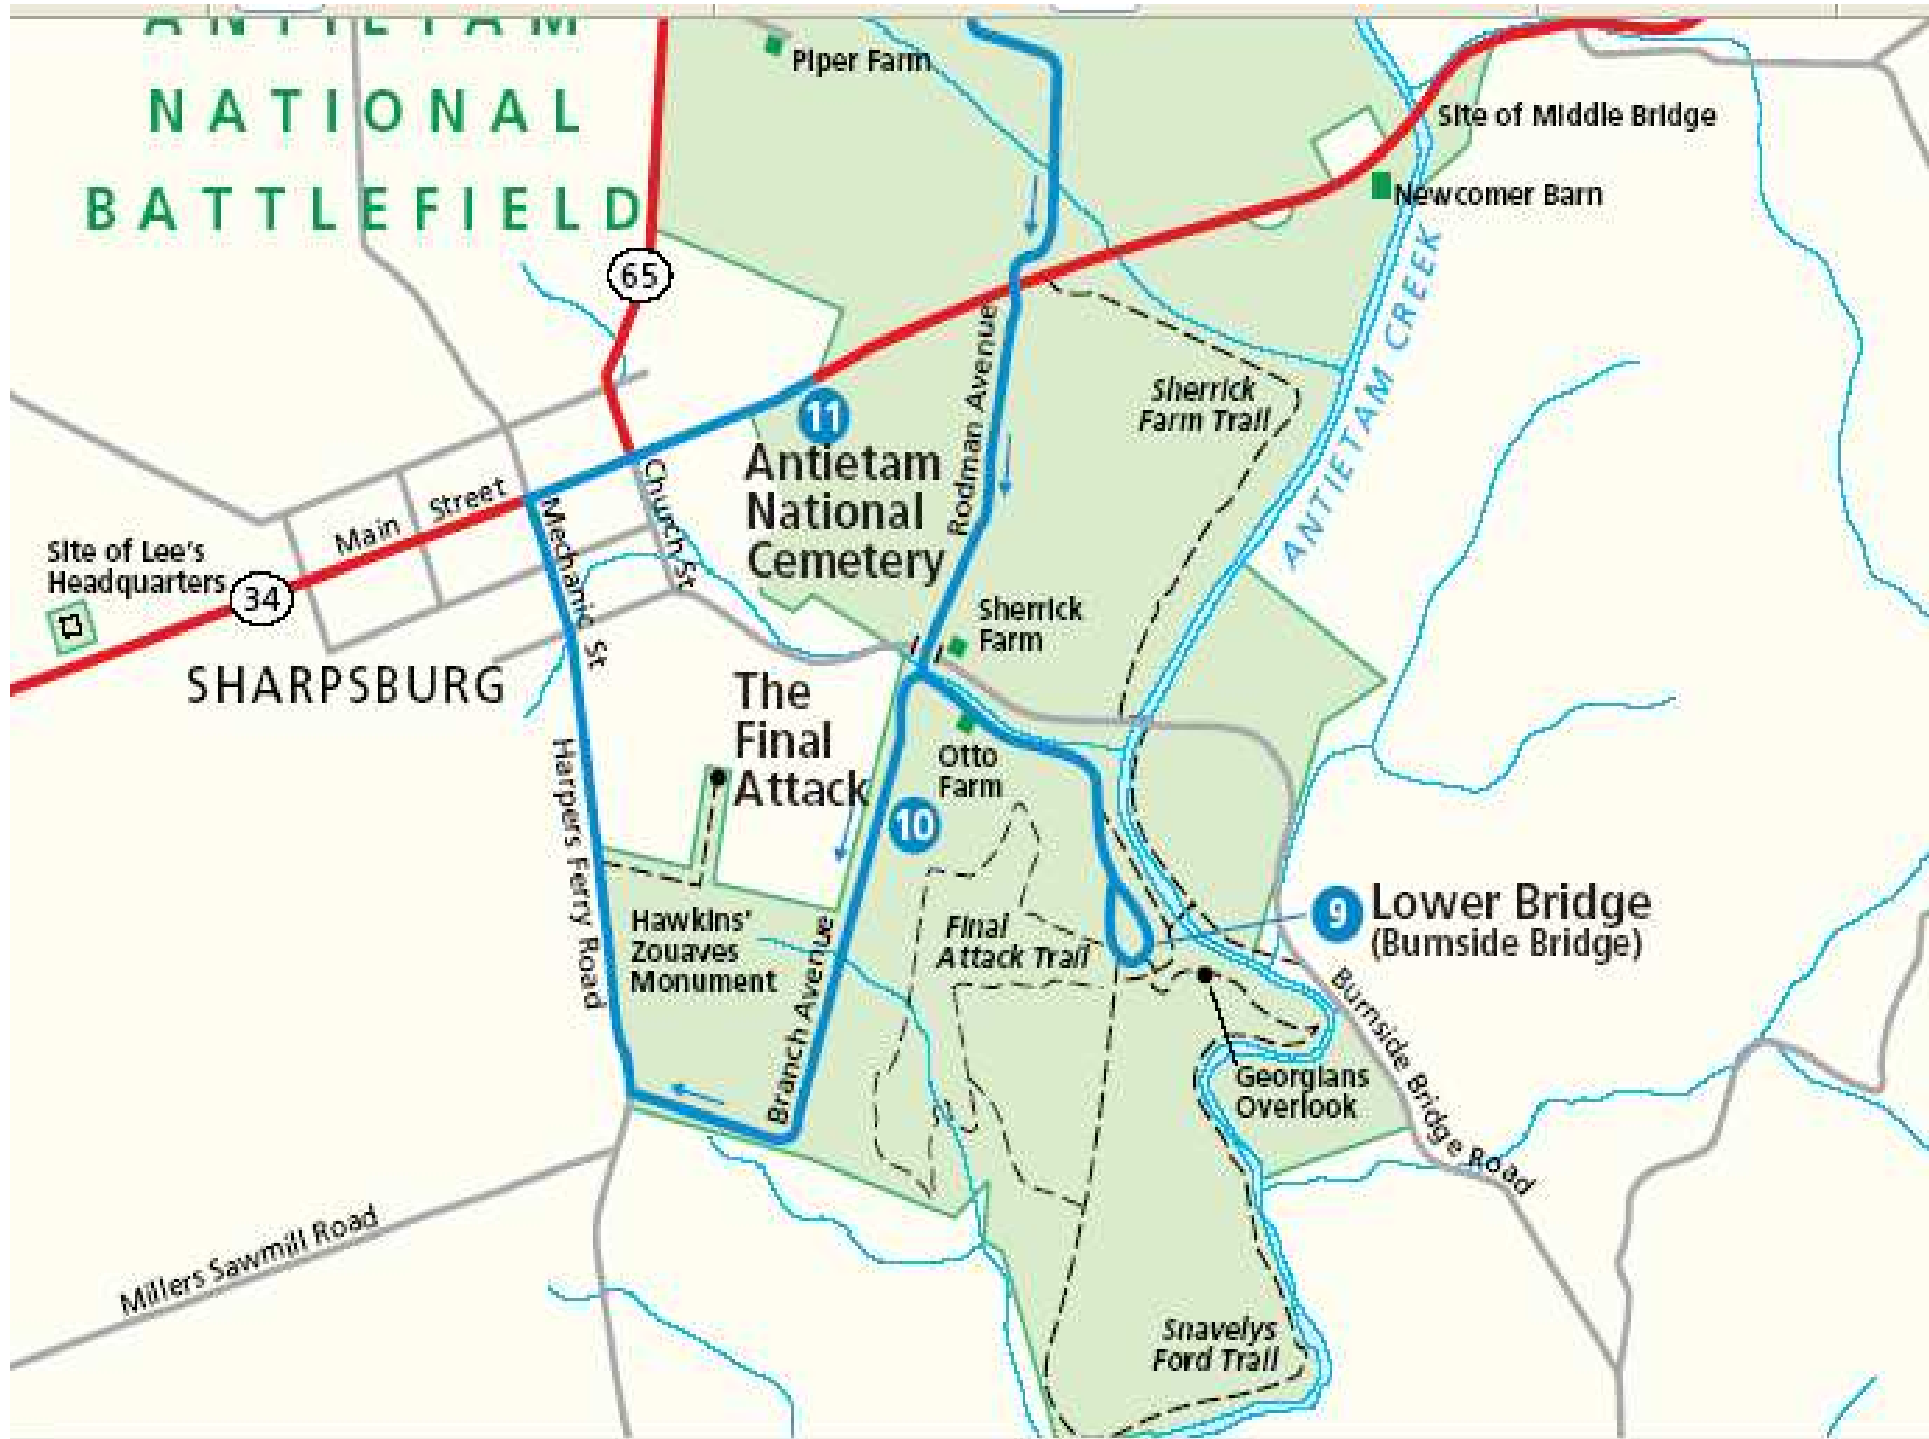 ANTIETAM
NATIONAL
BATTLEFIELD
Piper Farm
Site of Middle Bridge
Newcomer Barn
65
ANTIETAM CREEK
Rodman Avenue
Sherrick
Farm Trail
11
Antietam
National
Cemetery
Church St
Main Street
Mechanic St
Site of Lee's
Headquarters
34
SHARPSBURG
Sherrick
Farm
The
Final
Attack
Otto
Farm
10
Harpers Ferry Road
Hawkins'
Zouaves
Monument
Branch Avenue
Final
Attack Trail
9
Lower Bridge
(Burnside Bridge)
Georgians
Overlook
Burnside Bridge Road
Millers Sawmill Road
Snavelys
Ford Trail